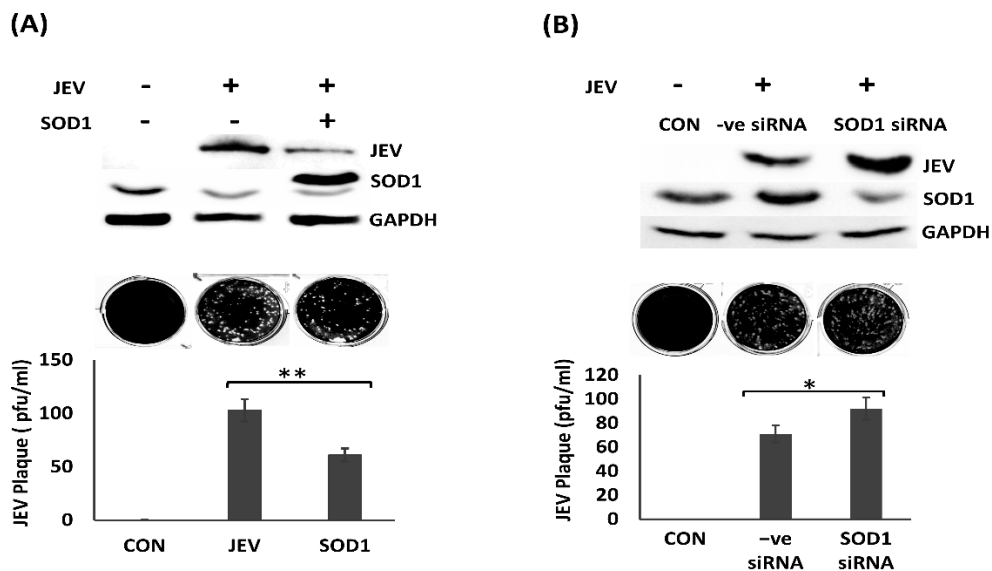 (A)
JEV - + +
SOD1 - - +
JEV
SOD1
GAPDH
150
100
50
0
JEV Plaque ( pfu/ml)
**
CON JEV SOD1
(B)
JEV - + +
CON -ve siRNA SOD1 siRNA
JEV
SOD1
GAPDH
120
100
80
60
40
20
0
JEV Plaque (pfu/ml)
*
CON –ve SOD1
siRNA siRNA